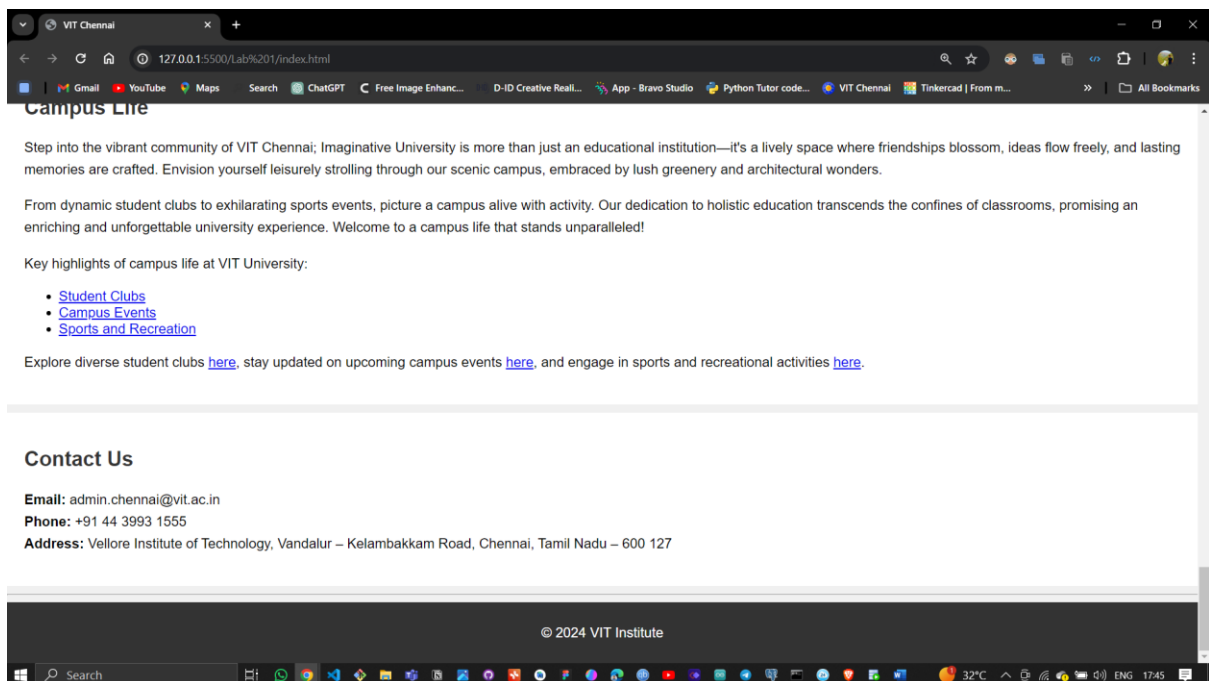 VIT Chennai
127.0.0.1:5500/Lab%201/index.html
Gmail YouTube Maps Search ChatGPT Free Image Enhanc... D-ID Creative Reali... App - Bravo Studio Python Tutor code... VIT Chennai Tinkercad | From m... » All Bookmarks
Campus Life
Step into the vibrant community of VIT Chennai; Imaginative University is more than just an educational institution—it's a lively space where friendships blossom, ideas flow freely, and lasting
memories are crafted. Envision yourself leisurely strolling through our scenic campus, embraced by lush greenery and architectural wonders.
From dynamic student clubs to exhilarating sports events, picture a campus alive with activity. Our dedication to holistic education transcends the confines of classrooms, promising an
enriching and unforgettable university experience. Welcome to a campus life that stands unparalleled!
Key highlights of campus life at VIT University:
• Student Clubs
• Campus Events
• Sports and Recreation
Explore diverse student clubs here, stay updated on upcoming campus events here, and engage in sports and recreational activities here.
Contact Us
Email: admin.chennai@vit.ac.in
Phone: +91 44 3993 1555
Address: Vellore Institute of Technology, Vandalur – Kelambakkam Road, Chennai, Tamil Nadu – 600 127
© 2024 VIT Institute
Search 32°C ENG 17:45